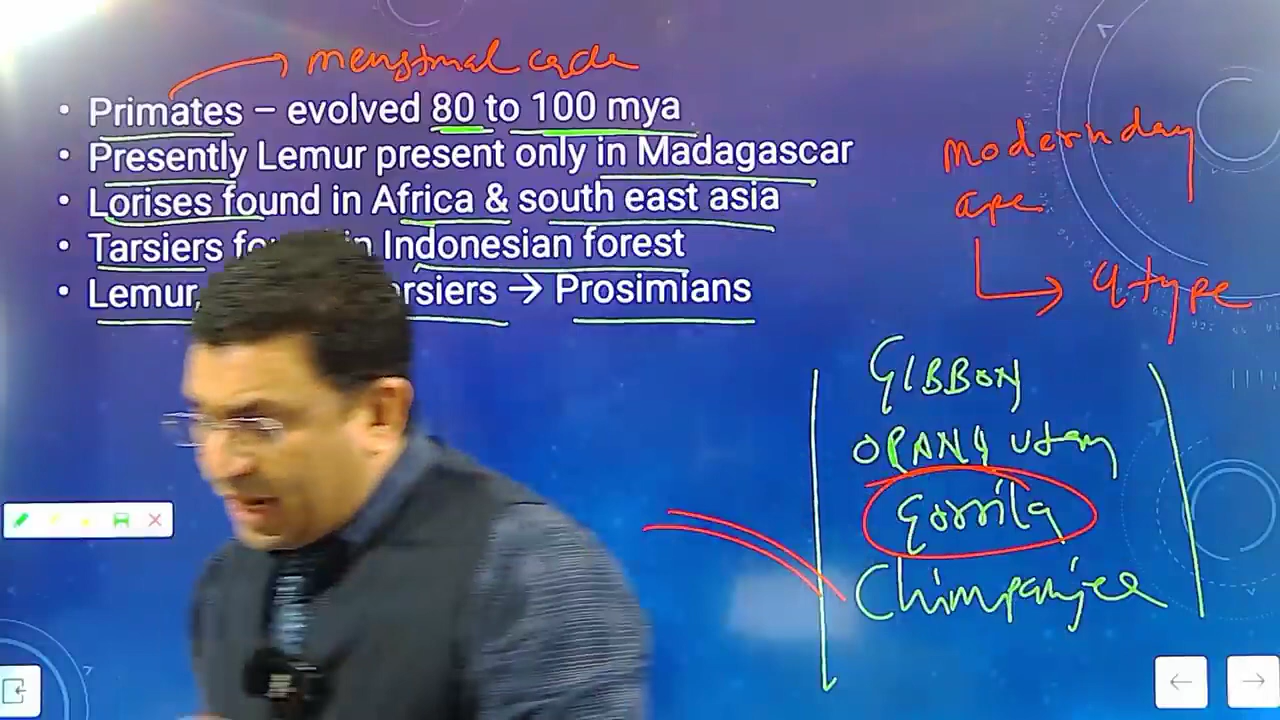 menstrual cycle
• Primates – evolved 80 to 100 mya
• Presently Lemur present only in Madagascar
• Lorises found in Africa & south east asia
• Tarsiers in Indonesian forest
• Lemur, → Prosimians
Modern day
ape
4 type
GIBBON
ORANG Utan
Gorrila
Chimpanjee